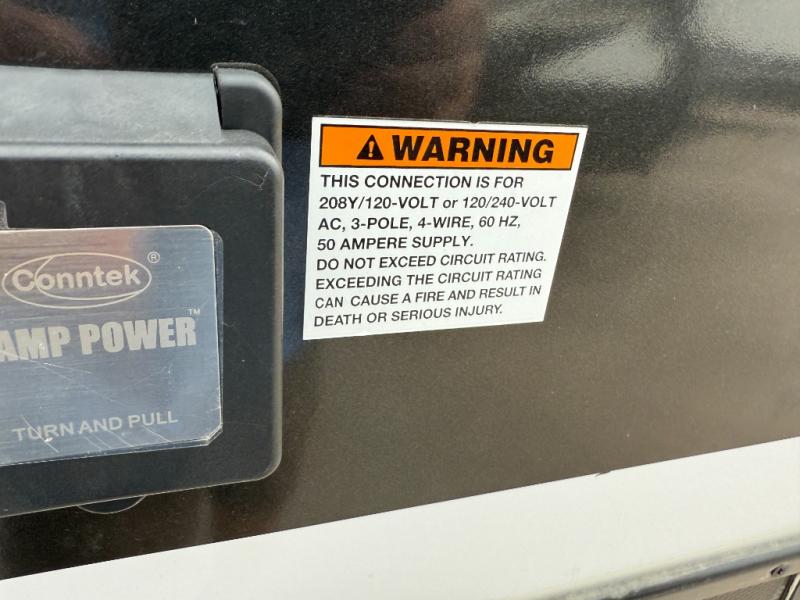 WARNING
THIS CONNECTION IS FOR
208Y/120-VOLT or 120/240-VOLT
AC, 3-POLE, 4-WIRE, 60 HZ,
50 AMPERE SUPPLY.
DO NOT EXCEED CIRCUIT RATING.
EXCEEDING THE CIRCUIT RATING
CAN CAUSE A FIRE AND RESULT IN
DEATH OR SERIOUS INJURY.
Conntek®
AMP POWER™
TURN AND PULL